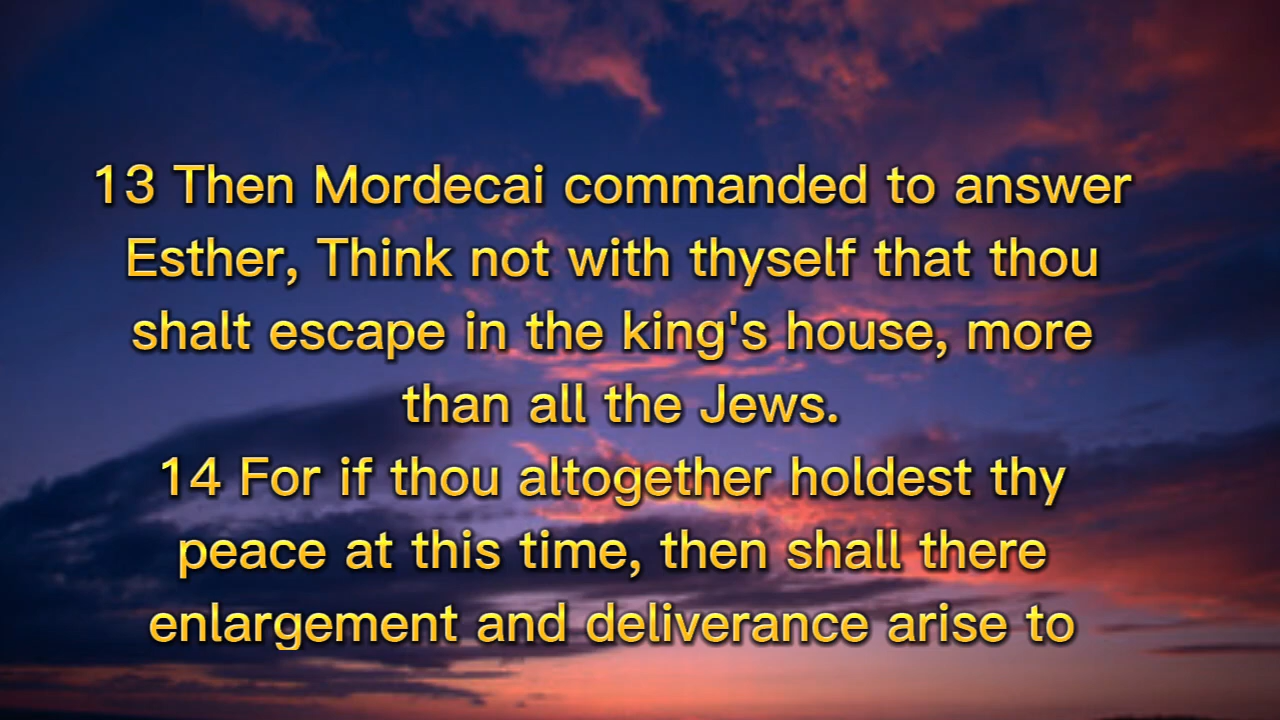 13 Then Mordecai commanded to answer
Esther, Think not with thyself that thou
shalt escape in the king's house, more
than all the Jews.
14 For if thou altogether holdest thy
peace at this time, then shall there
enlargement and deliverance arise to